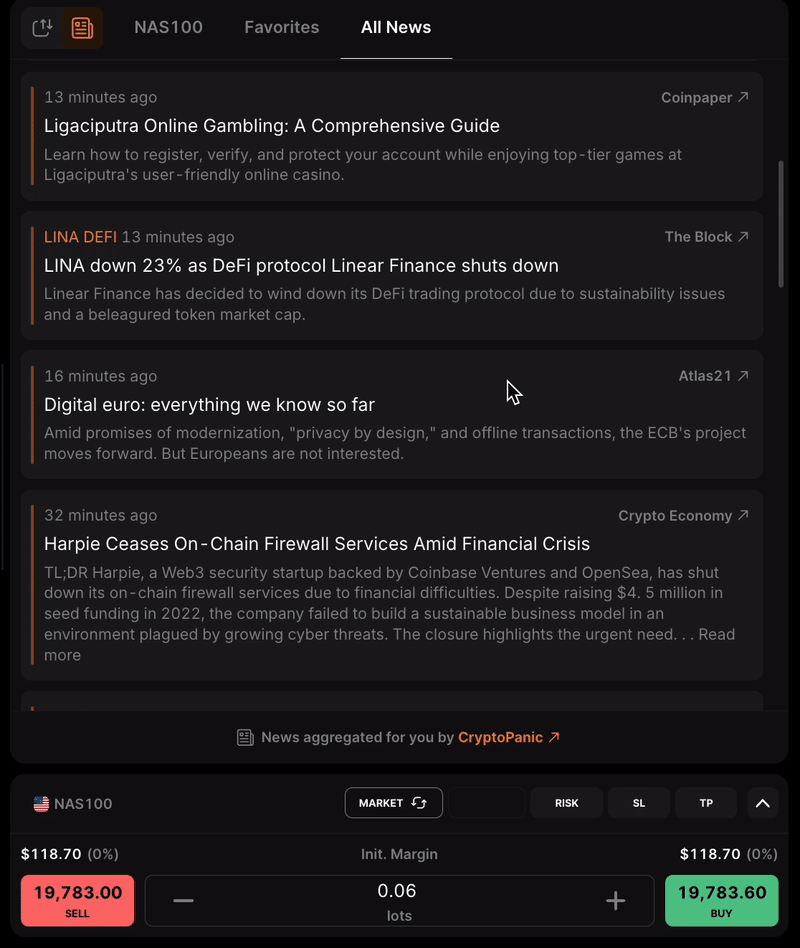 NAS100 Favorites All News
13 minutes ago Coinpaper
Ligaciputra Online Gambling: A Comprehensive Guide
Learn how to register, verify, and protect your account while enjoying top-tier games at
Ligaciputra's user-friendly online casino.
LINA DEFI 13 minutes ago The Block
LINA down 23% as DeFi protocol Linear Finance shuts down
Linear Finance has decided to wind down its DeFi trading protocol due to sustainability issues
and a beleagured token market cap.
16 minutes ago Atlas21
Digital euro: everything we know so far
Amid promises of modernization, "privacy by design," and offline transactions, the ECB's project
moves forward. But Europeans are not interested.
32 minutes ago Crypto Economy
Harpie Ceases On-Chain Firewall Services Amid Financial Crisis
TL;DR Harpie, a Web3 security startup backed by Coinbase Ventures and OpenSea, has shut
down its on-chain firewall services due to financial difficulties. Despite raising $4. 5 million in
seed funding in 2022, the company failed to build a sustainable business model in an
environment plagued by growing cyber threats. The closure highlights the urgent need. . . Read
more
News aggregated for you by CryptoPanic
NAS100 MARKET RISK SL TP
$118.70 (0%) Init. Margin $118.70 (0%)
19,783.00 0.06 19,783.60
SELL lots BUY